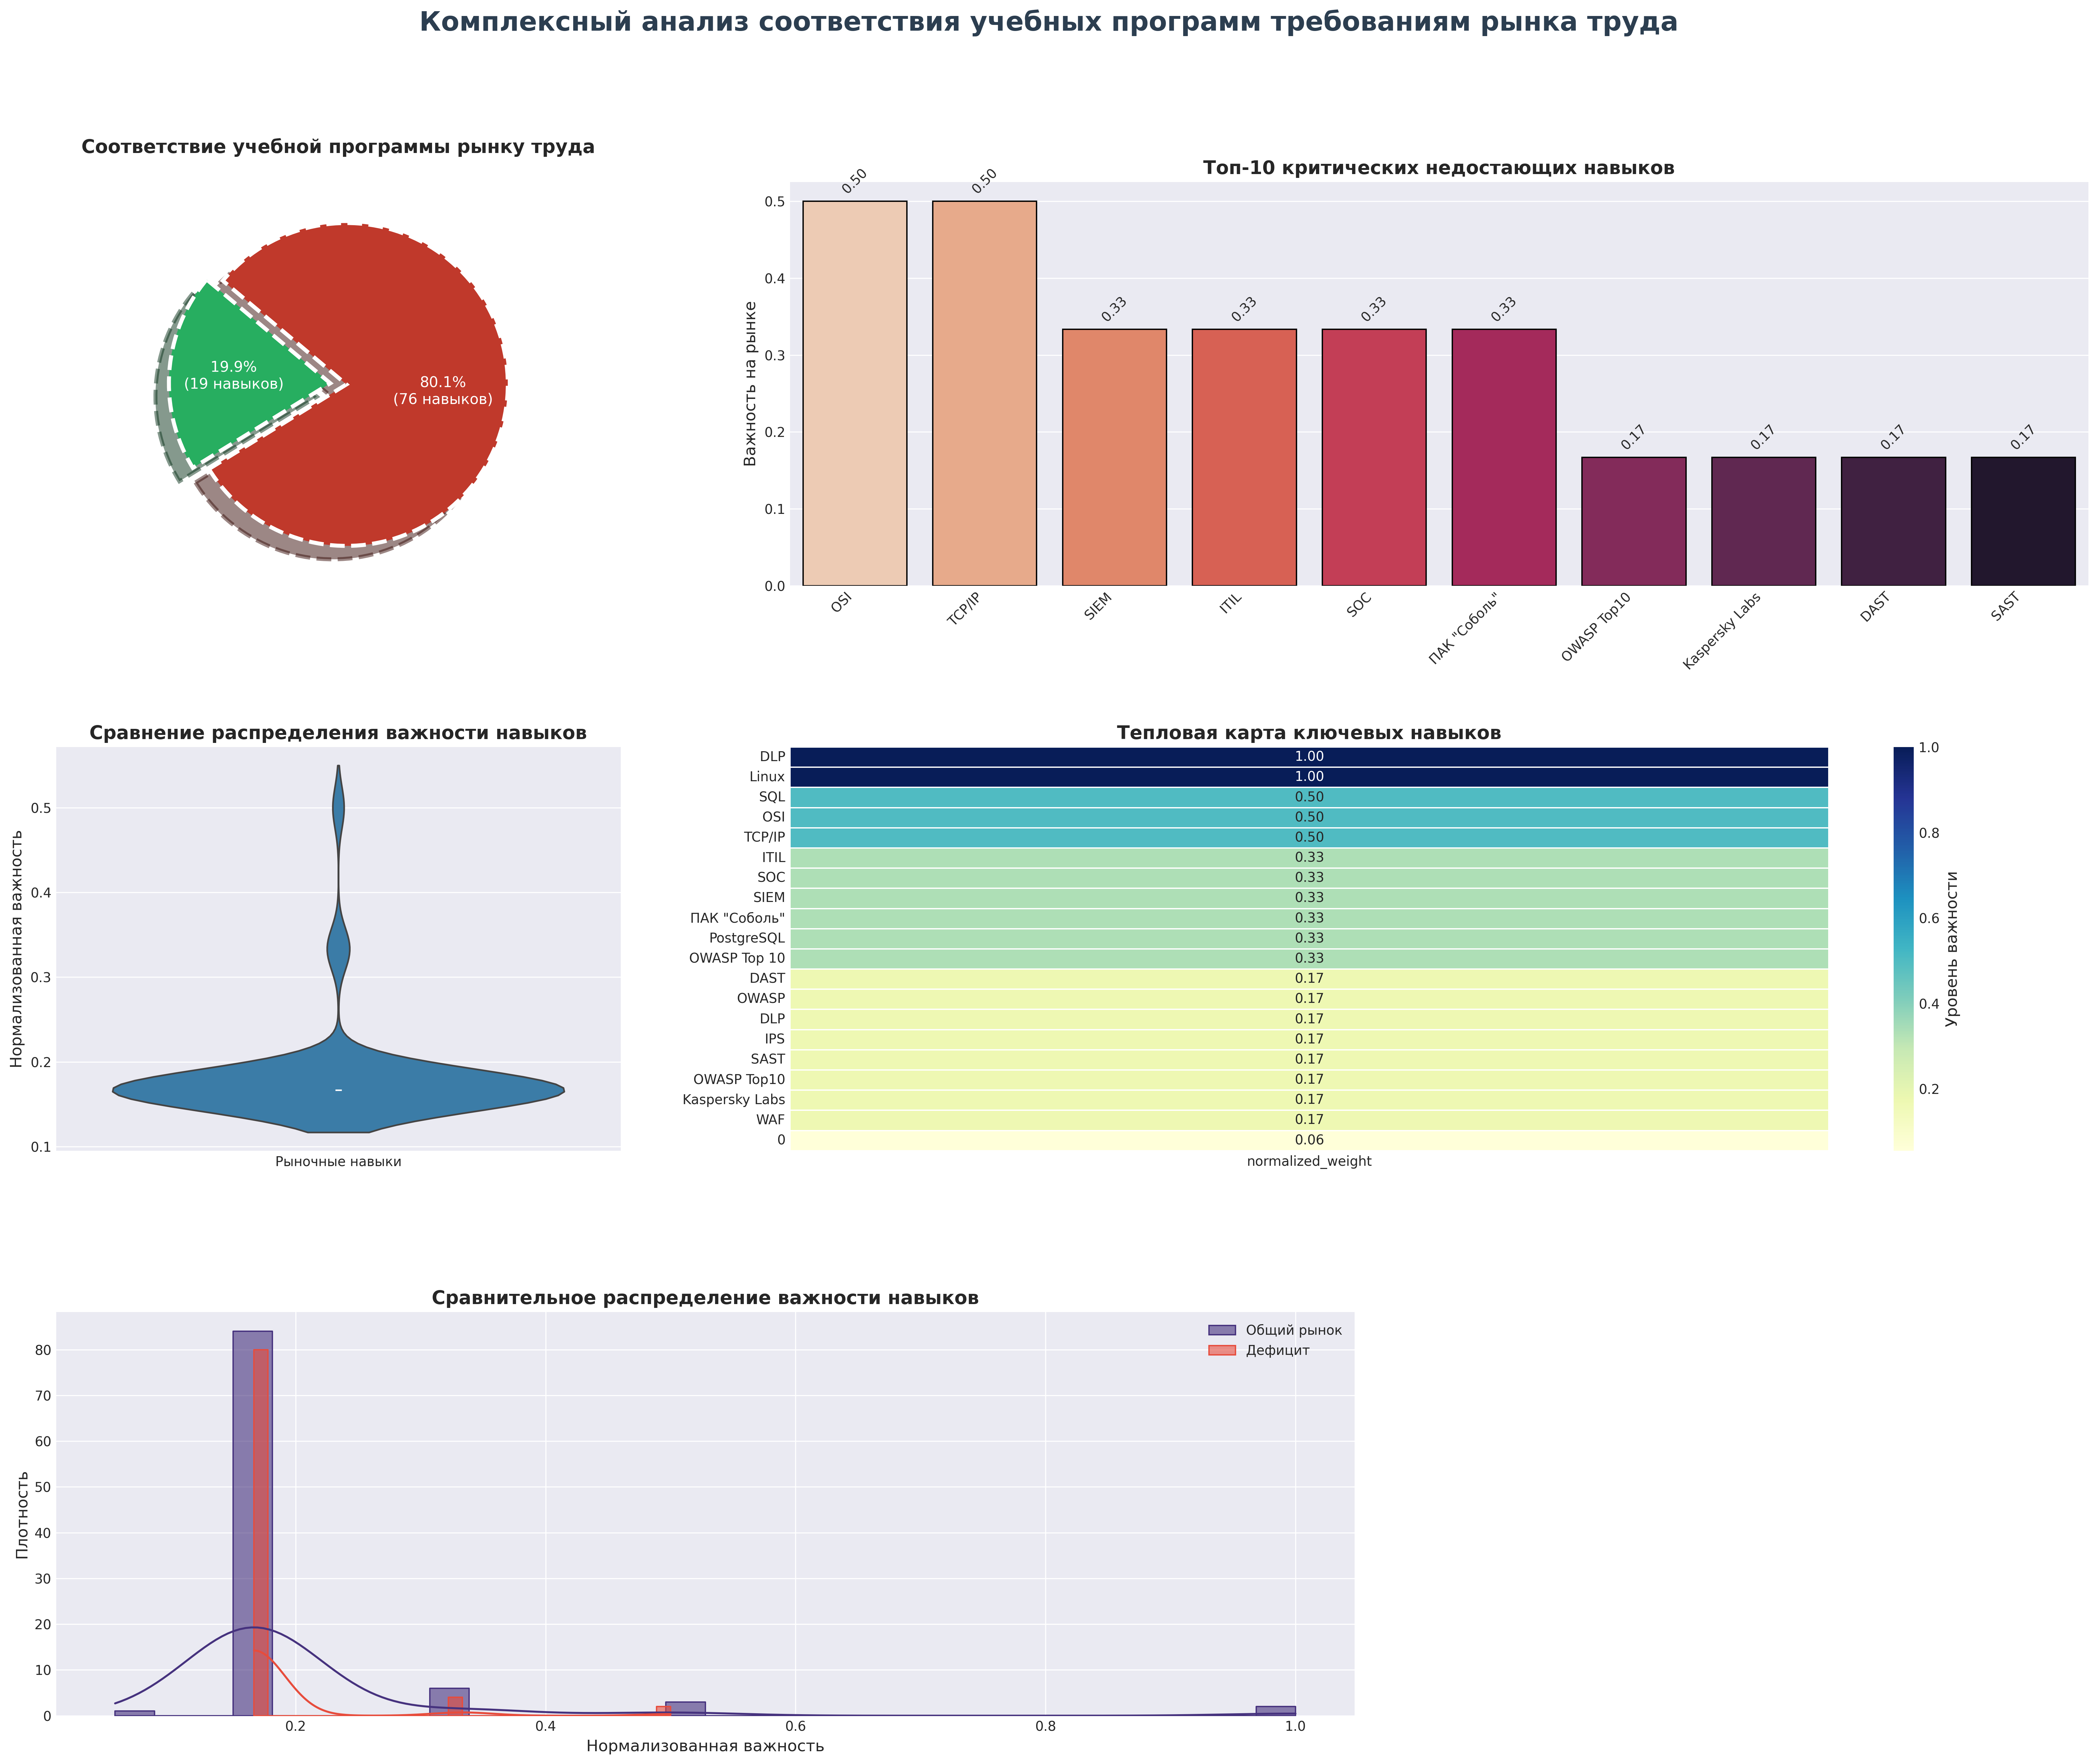 Комплексный анализ соответствия учебных программ требованиям рынка труда
Соответствие учебной программы рынку труда
19.9%
(19 навыков)
80.1%
(76 навыков)
Топ-10 критических недостающих навыков
Важность на рынке
0.5
0.4
0.3
0.2
0.1
0.0
0.50
0.50
0.33
0.33
0.33
0.33
0.17
0.17
0.17
0.17
OSI
TCP/IP
SIEM
ITIL
SOC
ПАК "Соболь"
OWASP Top10
Kaspersky Labs
DAST
SAST
Сравнение распределения важности навыков
Нормализованная важность
0.5
0.4
0.3
0.2
0.1
Рыночные навыки
Тепловая карта ключевых навыков
DLP 1.00
Linux 1.00
SQL 0.50
OSI 0.50
TCP/IP 0.50
ITIL 0.33
SOC 0.33
SIEM 0.33
ПАК "Соболь" 0.33
PostgreSQL 0.33
OWASP Top 10 0.33
DAST 0.17
OWASP 0.17
DLP 0.17
IPS 0.17
SAST 0.17
OWASP Top10 0.17
Kaspersky Labs 0.17
WAF 0.17
0 0.06
normalized_weight
1.0
0.8
0.6
0.4
0.2
Уровень важности
Сравнительное распределение важности навыков
Общий рынок
Дефицит
Плотность
80
70
60
50
40
30
20
10
0
0.2 0.4 0.6 0.8 1.0
Нормализованная важность